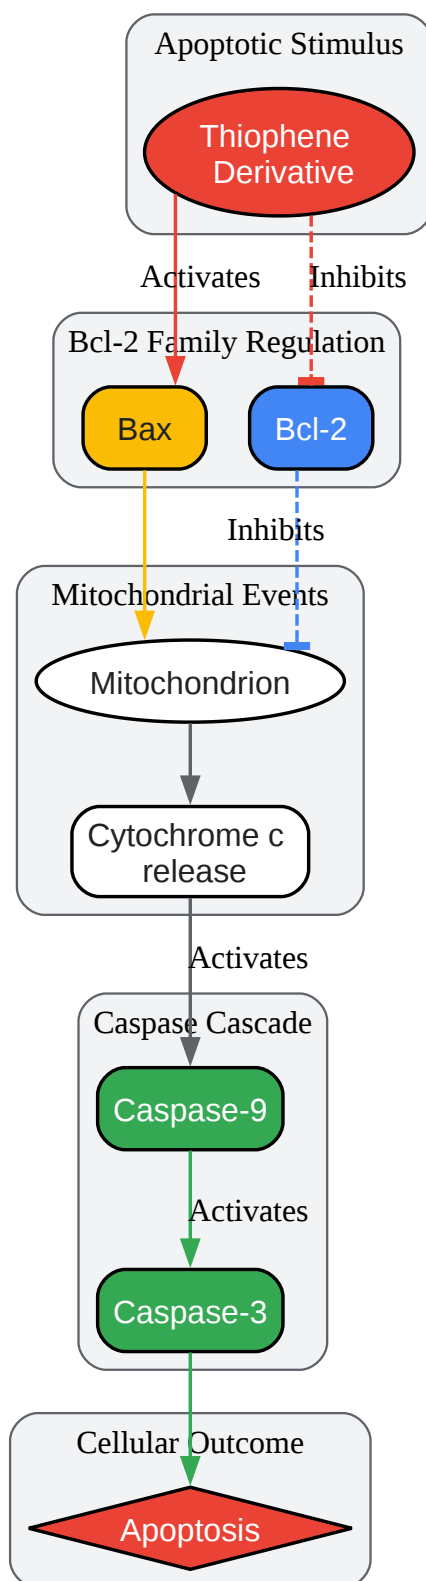 Apoptotic Stimulus
Thiophene
Derivative
Activates
Inhibits
Bcl-2 Family Regulation
Bax
Bcl-2
Inhibits
Mitochondrial Events
Mitochondrion
Cytochrome c
release
Activates
Caspase Cascade
Caspase-9
Activates
Caspase-3
Cellular Outcome
Apoptosis